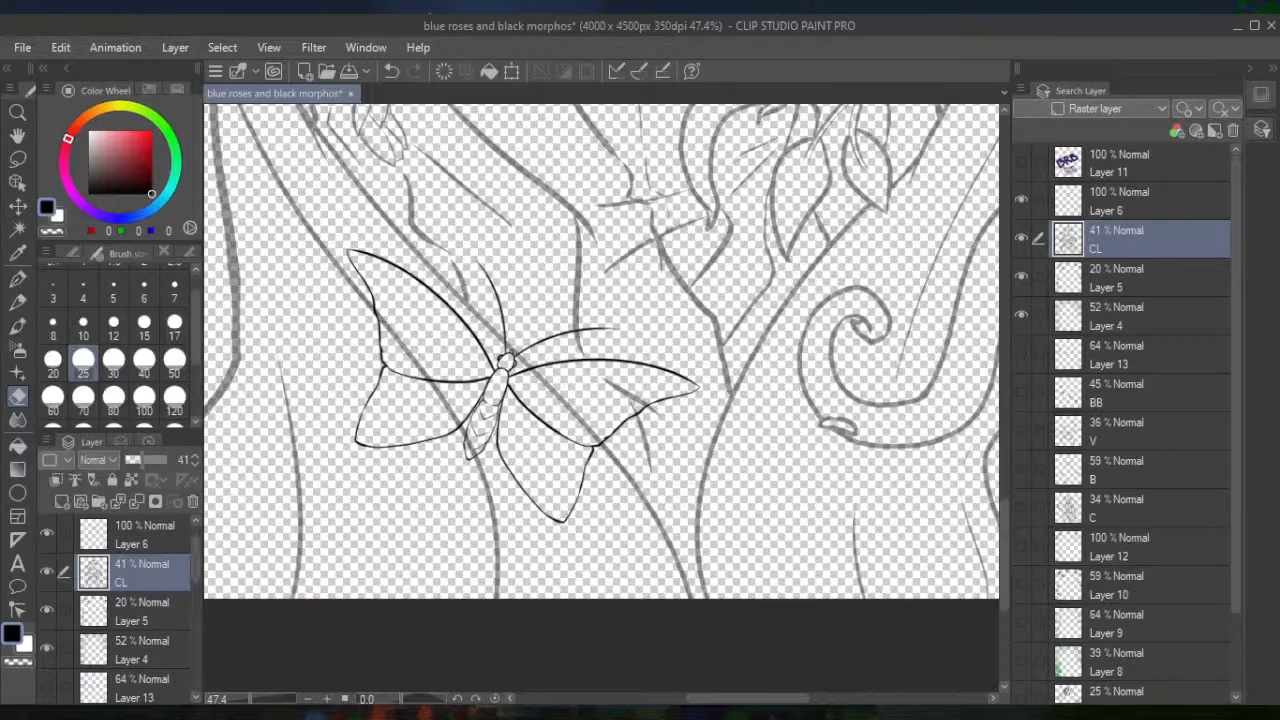 blue roses and black morphos* (4000 x 4500px 350dpi 47.4%) - CLIP STUDIO PAINT PRO
File Edit Animation Layer Select View Filter Window Help
Color Wheel
blue roses and black morphos*
Search Layer
Raster layer
0 0 0
Brush size
3 4 5 6 7
8 10 12 15 17
20 25 30 40 50
60 70 80 100 120
Layer
Normal 41
100 % Normal
Layer 6
41 % Normal
CL
20 % Normal
Layer 5
52 % Normal
Layer 4
64 % Normal
Layer 13
47.4 0.0
BRB
100 % Normal
Layer 11
100 % Normal
Layer 6
41 % Normal
CL
20 % Normal
Layer 5
52 % Normal
Layer 4
64 % Normal
Layer 13
45 % Normal
BB
36 % Normal
V
59 % Normal
B
34 % Normal
C
100 % Normal
Layer 12
59 % Normal
Layer 10
64 % Normal
Layer 9
39 % Normal
Layer 8
25 % Normal